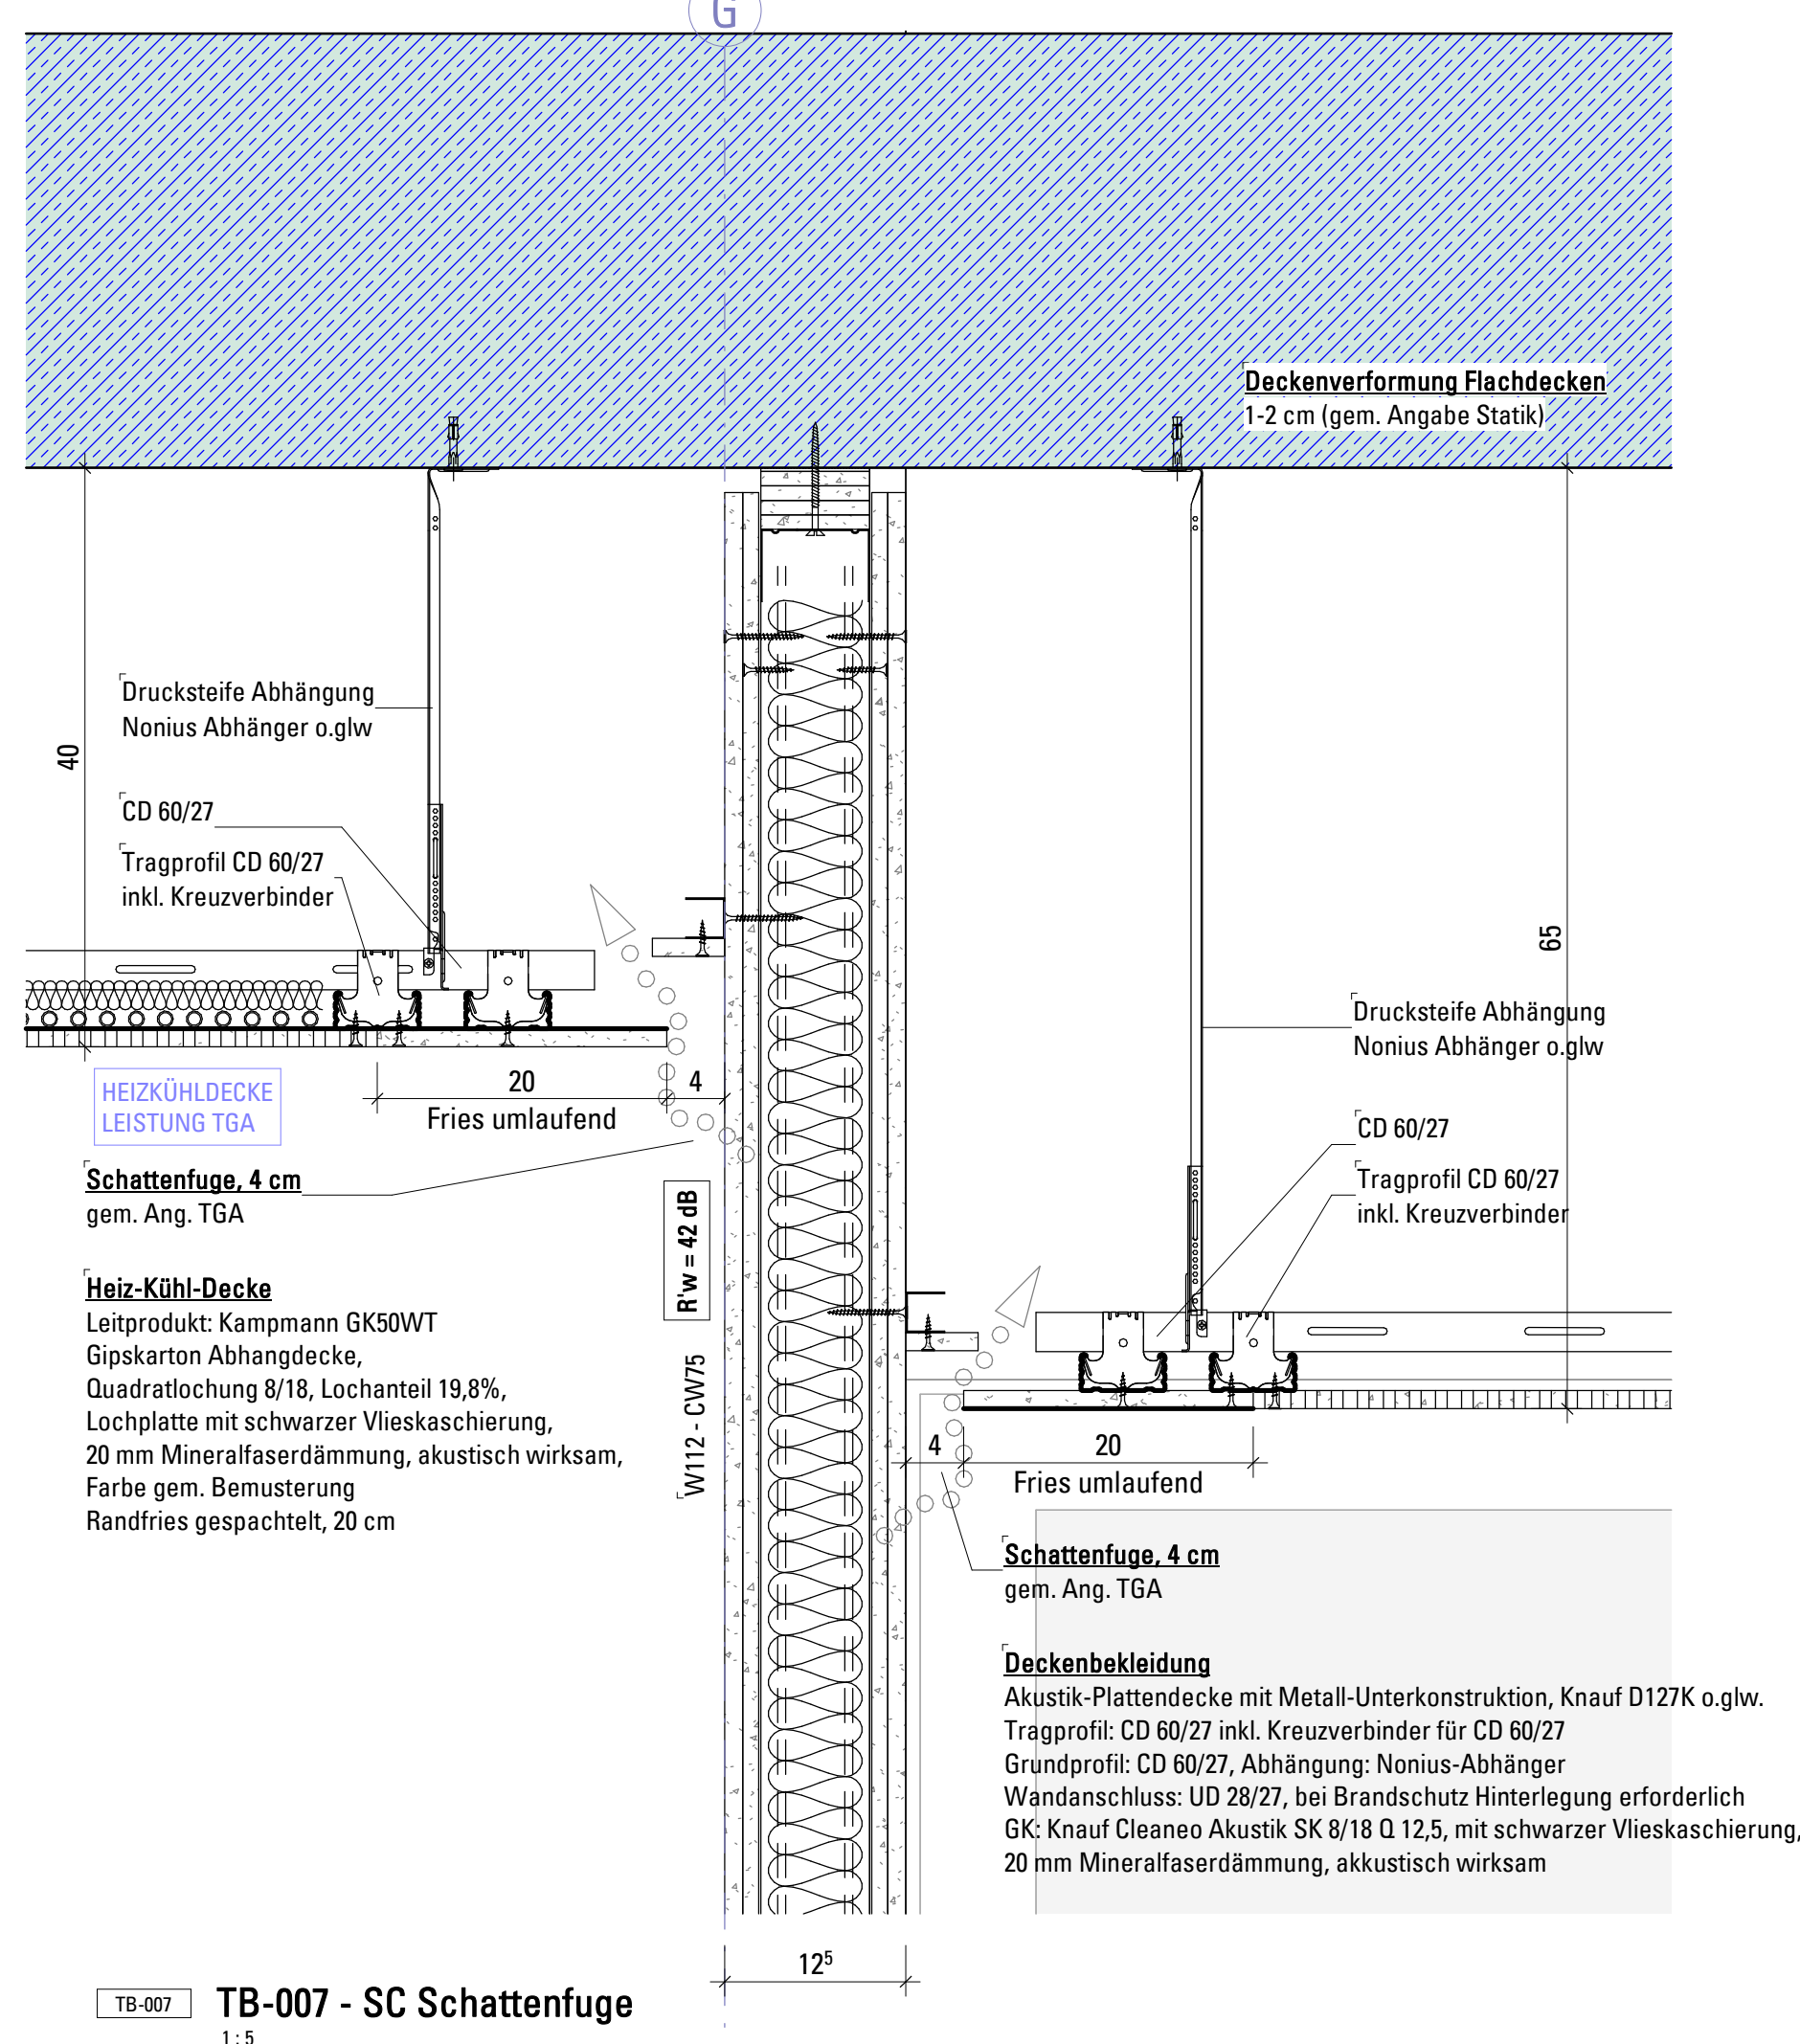 G
Deckenverformung Flachdecken
1-2 cm (gem. Angabe Statik)
Drucksteife Abhängung
Nonius Abhänger o.glw
40
CD 60/27
Tragprofil CD 60/27
inkl. Kreuzverbinder
65
Drucksteife Abhängung
Nonius Abhänger o.glw
HEIZKÜHLDECKE
LEISTUNG TGA
20
4
Fries umlaufend
CD 60/27
Tragprofil CD 60/27
inkl. Kreuzverbinder
Schattenfuge, 4 cm
gem. Ang. TGA
R'w = 42 dB
W112 - CW75
Heiz-Kühl-Decke
Leitprodukt: Kampmann GK50WT
Gipskarton Abhangdecke,
Quadratlochung 8/18, Lochanteil 19,8%,
Lochplatte mit schwarzer Vlieskaschierung,
20 mm Mineralfaserdämmung, akustisch wirksam,
Farbe gem. Bemusterung
Randfries gespachtelt, 20 cm
4
20
Fries umlaufend
Schattenfuge, 4 cm
gem. Ang. TGA
Deckenbekleidung
Akustik-Plattendecke mit Metall-Unterkonstruktion, Knauf D127K o.glw.
Tragprofil: CD 60/27 inkl. Kreuzverbinder für CD 60/27
Grundprofil: CD 60/27, Abhängung: Nonius-Abhänger
Wandanschluss: UD 28/27, bei Brandschutz Hinterlegung erforderlich
GK: Knauf Cleaneo Akustik SK 8/18 Q 12,5, mit schwarzer Vlieskaschierung,
20 mm Mineralfaserdämmung, akkustisch wirksam
12⁵
TB-007
TB-007 - SC Schattenfuge
1 : 5